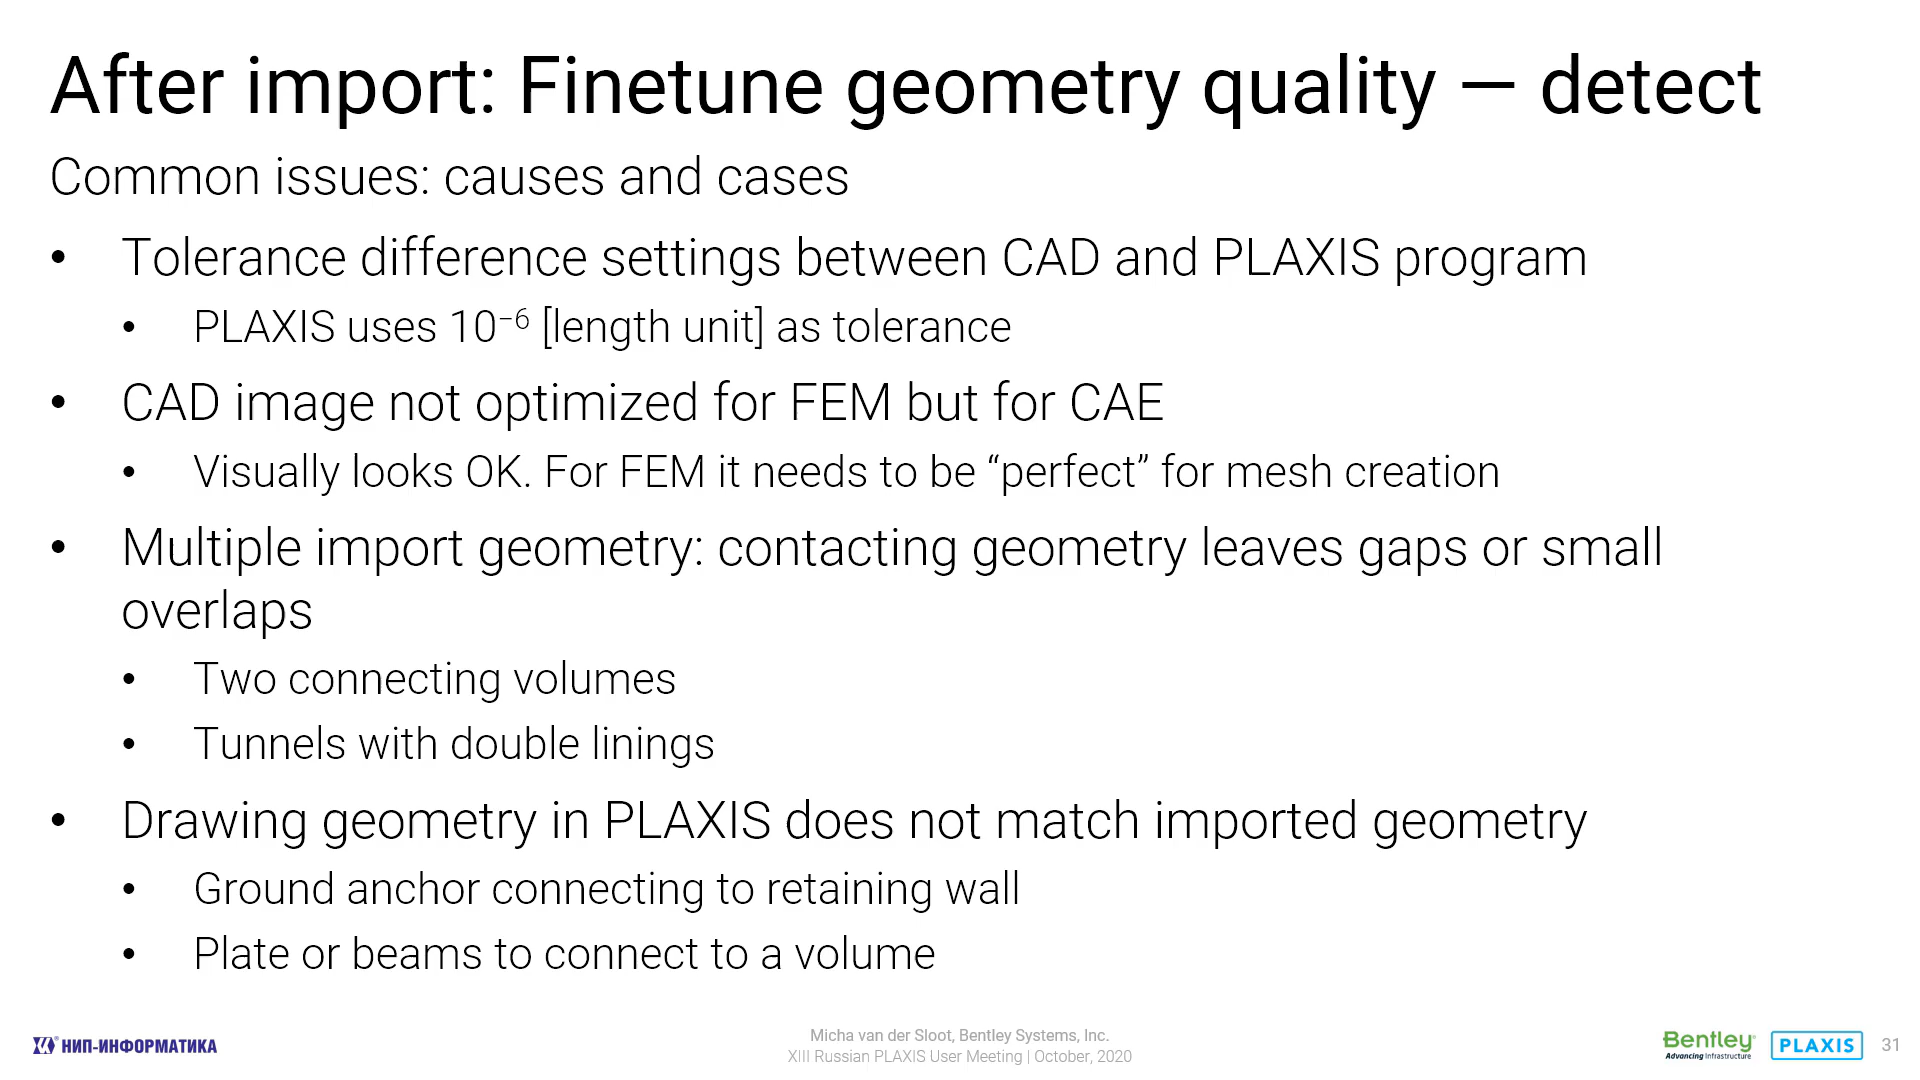 After import: Finetune geometry quality — detect
Common issues: causes and cases
• Tolerance difference settings between CAD and PLAXIS program
• PLAXIS uses 10⁻⁶ [length unit] as tolerance
• CAD image not optimized for FEM but for CAE
• Visually looks OK. For FEM it needs to be “perfect” for mesh creation
• Multiple import geometry: contacting geometry leaves gaps or small
overlaps
• Two connecting volumes
• Tunnels with double linings
• Drawing geometry in PLAXIS does not match imported geometry
• Ground anchor connecting to retaining wall
• Plate or beams to connect to a volume
НИП-ИНФОРМАТИКА
Micha van der Sloot, Bentley Systems, Inc.
XIII Russian PLAXIS User Meeting | October, 2020
Bentley®
Advancing Infrastructure
PLAXIS
31